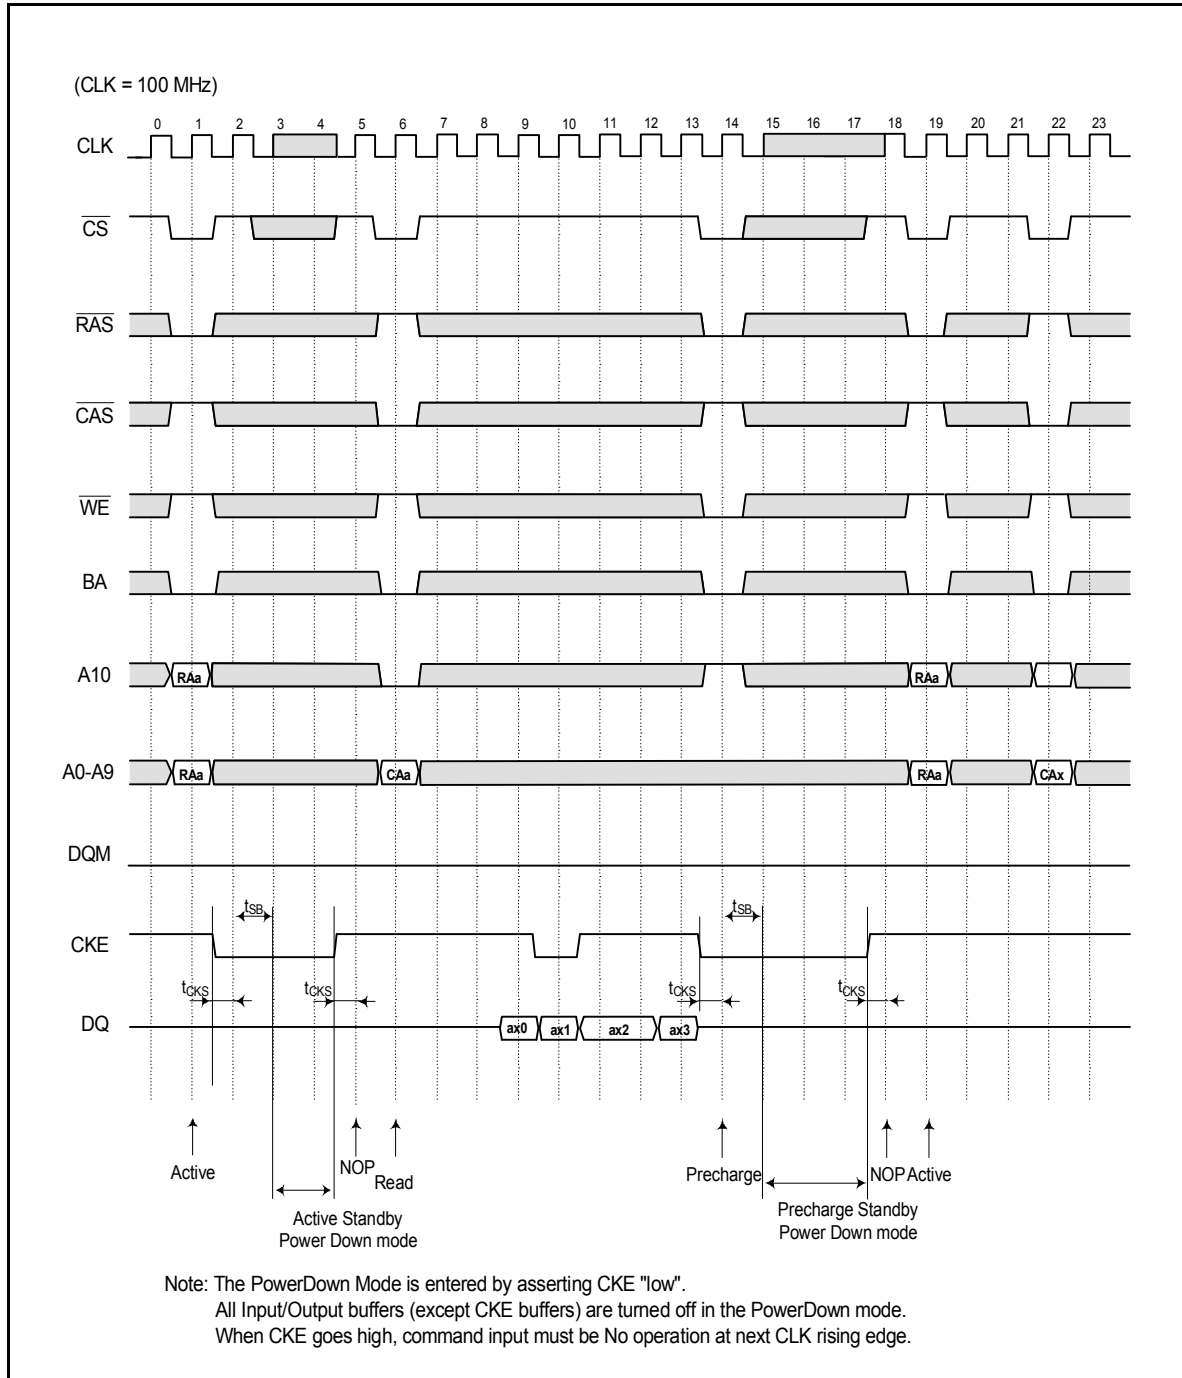 (CLK = 100 MHz)
0 1 2 3 4 5 6 7 8 9 10 11 12 13 14 15 16 17 18 19 20 21 22 23
CLK
CS
RAS
CAS
WE
BA
A10 RAa RAa
A0-A9 RAa CAa RAa CAx
DQM
tSB tSB
CKE
tCKS tCKS tCKS tCKS
DQ ax0 ax1 ax2 ax3
Active NOP Read Precharge NOP Active
Active Standby
Power Down mode
Precharge Standby
Power Down mode
Note: The PowerDown Mode is entered by asserting CKE "low".
All Input/Output buffers (except CKE buffers) are turned off in the PowerDown mode.
When CKE goes high, command input must be No operation at next CLK rising edge.